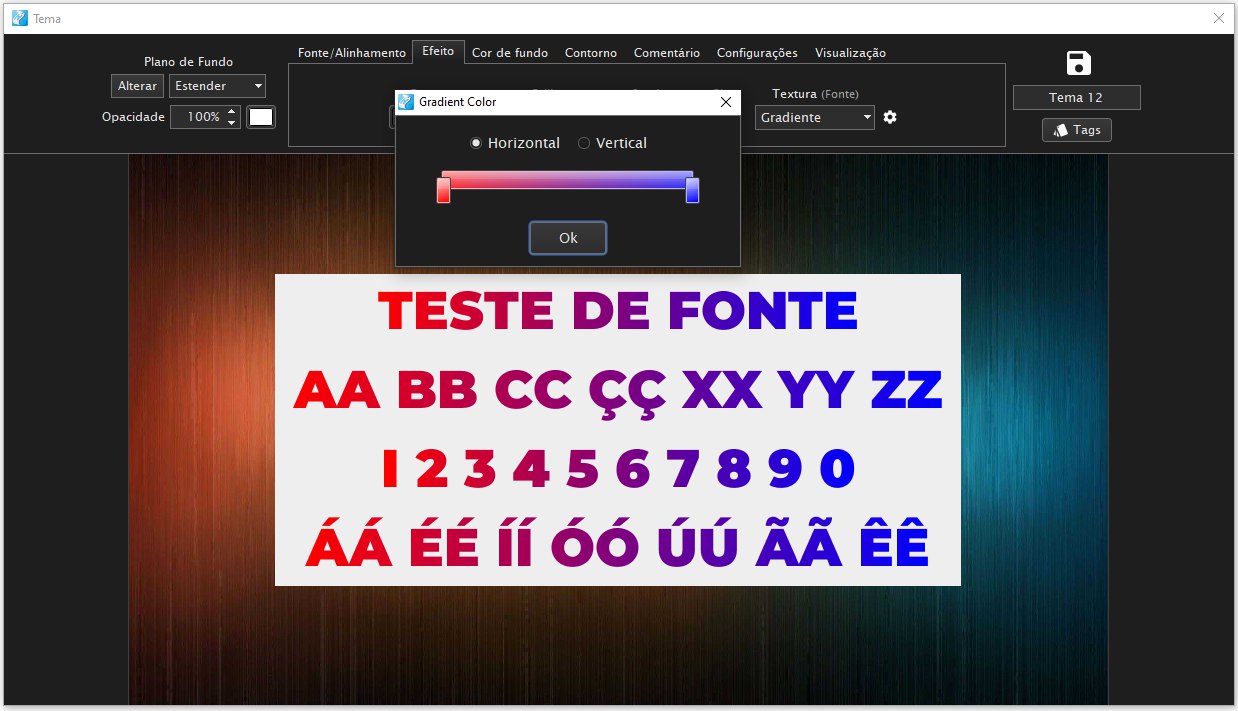 Tema
Plano de Fundo
Alterar
Estender
Opacidade
100%
Fonte/Alinhamento
Efeito
Cor de fundo
Contorno
Comentário
Configurações
Visualização
Textura (Fonte)
Gradiente
Tema 12
Tags
Gradient Color
Horizontal
Vertical
Ok
TESTE DE FONTE
AA BB CC ÇÇ XX YY ZZ
1 2 3 4 5 6 7 8 9 0
ÁÁ ÉÉ ÍÍ ÓÓ ÚÚ ÃÃ ÊÊ